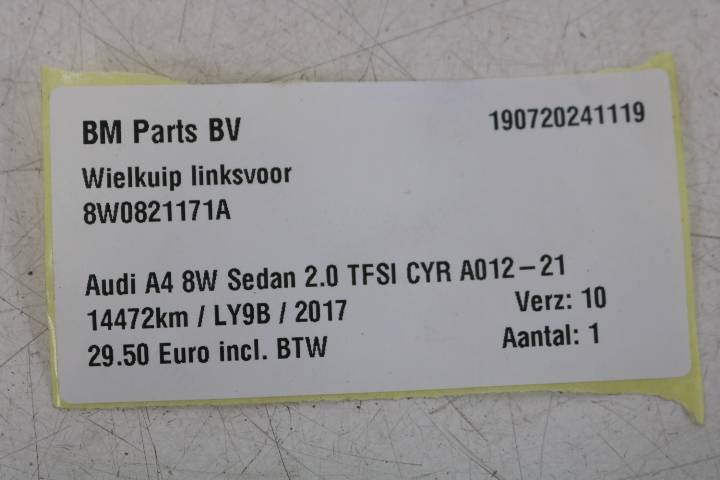 BM Parts BV 190720241119
Wielkuip linksvoor
8W0821171A
Audi A4 8W Sedan 2.0 TFSI CYR A012-21
14472km / LY9B / 2017 Verz: 10
29.50 Euro incl. BTW Aantal: 1